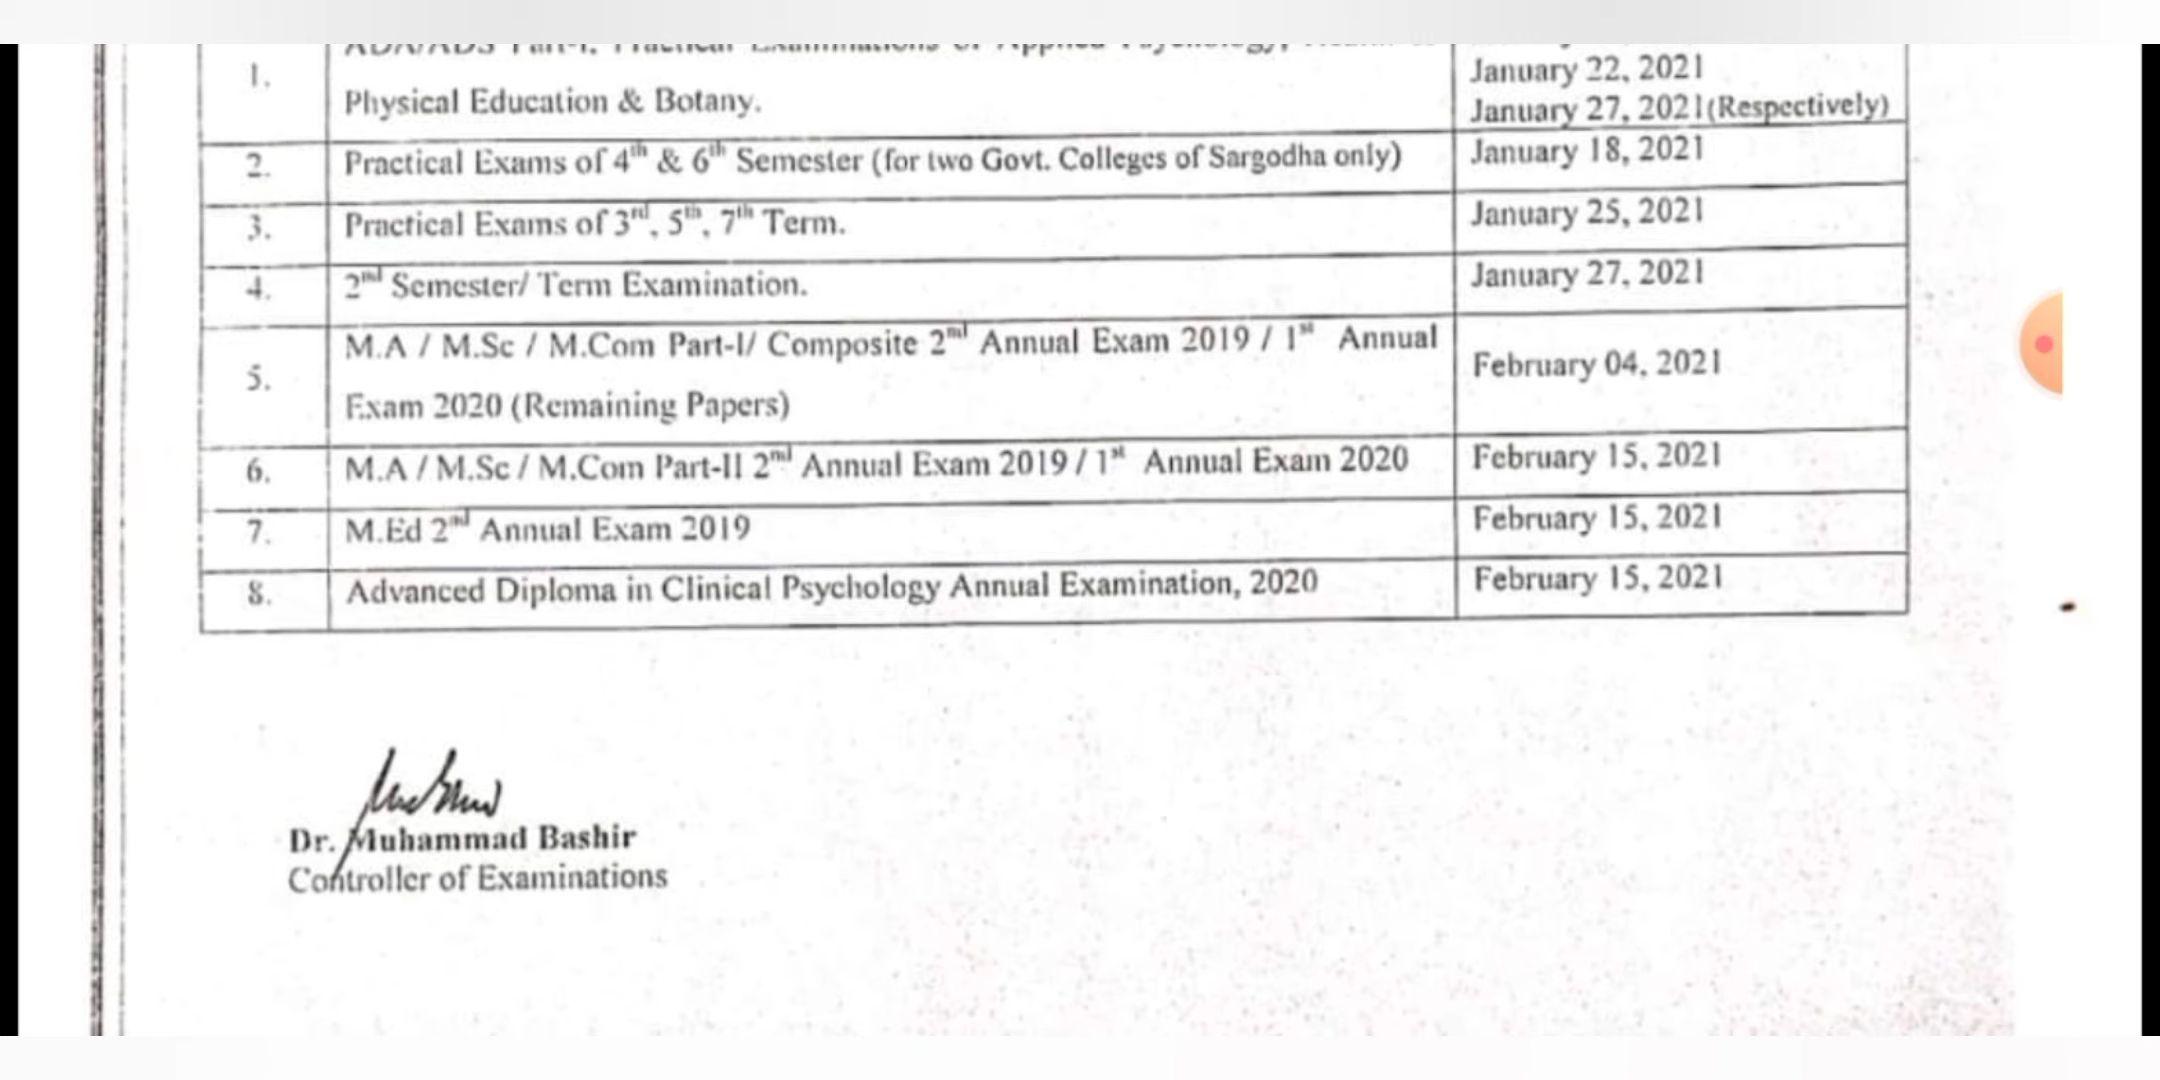 1.
Physical Education & Botany.
January 22, 2021
January 27, 2021(Respectively)
2. Practical Exams of 4th & 6th Semester (for two Govt. Colleges of Sargodha only) January 18, 2021
3. Practical Exams of 3rd, 5th, 7th Term. January 25, 2021
4. 2nd Semester/ Term Examination. January 27, 2021
5. M.A / M.Sc / M.Com Part-I/ Composite 2nd Annual Exam 2019 / 1st Annual
Exam 2020 (Remaining Papers) February 04, 2021
6. M.A / M.Sc / M.Com Part-II 2nd Annual Exam 2019 / 1st Annual Exam 2020 February 15, 2021
7. M.Ed 2nd Annual Exam 2019 February 15, 2021
8. Advanced Diploma in Clinical Psychology Annual Examination, 2020 February 15, 2021
Dr. Muhammad Bashir
Controller of Examinations